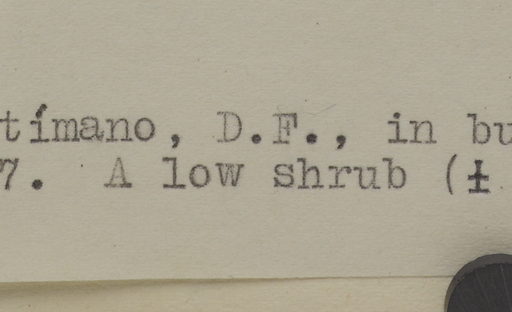 tímano, D.F., in bu
7. A low shrub (±